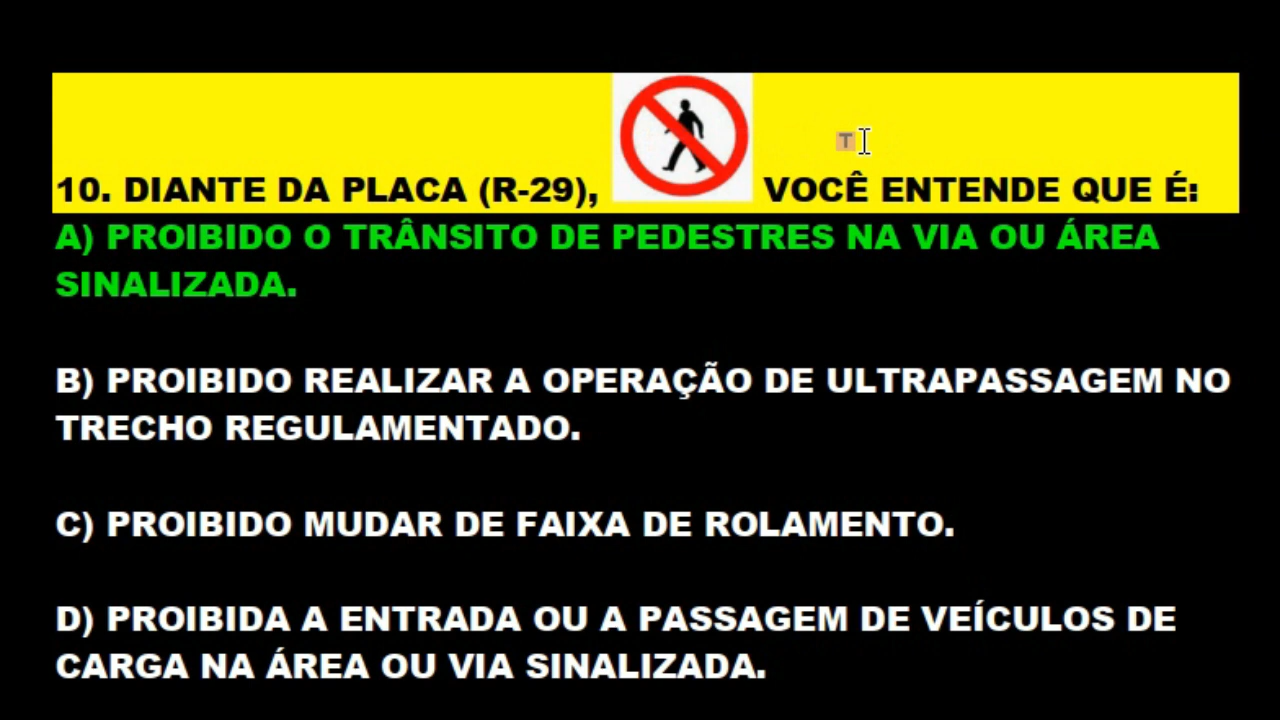 10. DIANTE DA PLACA (R-29), VOCÊ ENTENDE QUE É:
A) PROIBIDO O TRÂNSITO DE PEDESTRES NA VIA OU ÁREA
SINALIZADA.
B) PROIBIDO REALIZAR A OPERAÇÃO DE ULTRAPASSAGEM NO
TRECHO REGULAMENTADO.
C) PROIBIDO MUDAR DE FAIXA DE ROLAMENTO.
D) PROIBIDA A ENTRADA OU A PASSAGEM DE VEÍCULOS DE
CARGA NA ÁREA OU VIA SINALIZADA.